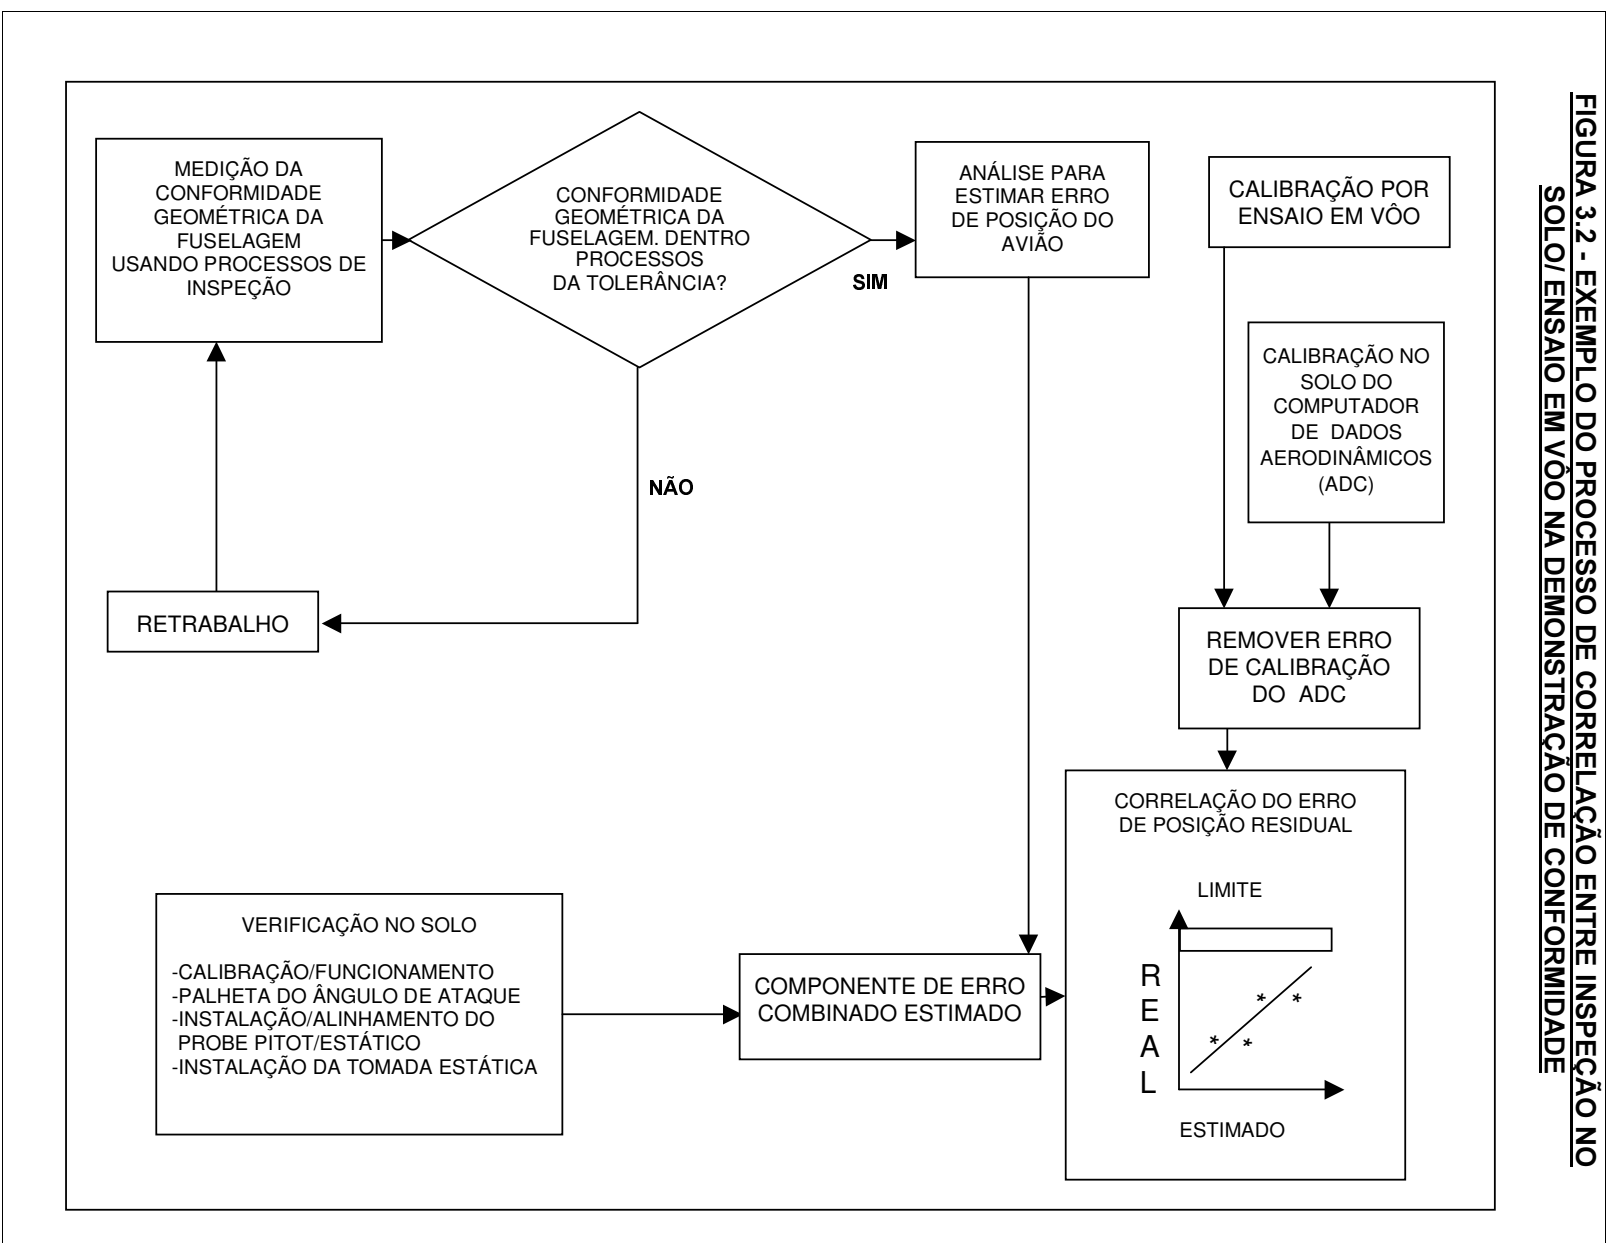 FIGURA 3.2 - EXEMPLO DO PROCESSO DE CORRELAÇÃO ENTRE INSPEÇÃO NO
SOLO/ ENSAIO EM VÔO NA DEMONSTRAÇÃO DE CONFORMIDADE
MEDIÇÃO DA
CONFORMIDADE
GEOMÉTRICA DA
FUSELAGEM
USANDO PROCESSOS DE
INSPEÇÃO
CONFORMIDADE
GEOMÉTRICA DA
FUSELAGEM. DENTRO
PROCESSOS
DA TOLERÂNCIA?
SIM
NÃO
RETRABALHO
ANÁLISE PARA
ESTIMAR ERRO
DE POSIÇÃO DO
AVIÃO
CALIBRAÇÃO POR
ENSAIO EM VÔO
CALIBRAÇÃO NO
SOLO DO
COMPUTADOR
DE DADOS
AERODINÂMICOS
(ADC)
REMOVER ERRO
DE CALIBRAÇÃO
DO ADC
VERIFICAÇÃO NO SOLO
-CALIBRAÇÃO/FUNCIONAMENTO
-PALHETA DO ÂNGULO DE ATAQUE
-INSTALAÇÃO/ALINHAMENTO DO
PROBE PITOT/ESTÁTICO
-INSTALAÇÃO DA TOMADA ESTÁTICA
COMPONENTE DE ERRO
COMBINADO ESTIMADO
CORRELAÇÃO DO ERRO
DE POSIÇÃO RESIDUAL
LIMITE
REAL
ESTIMADO